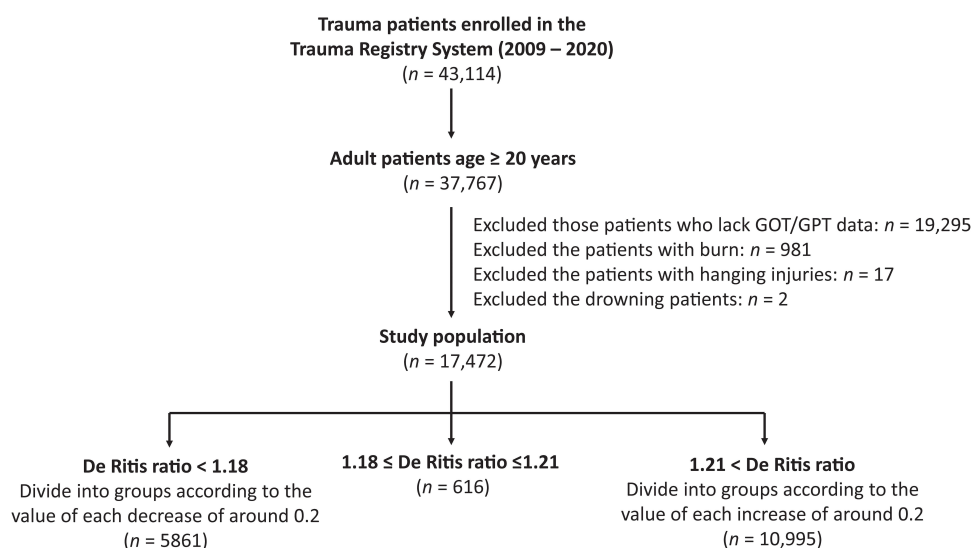 Trauma patients enrolled in the
Trauma Registry System (2009 – 2020)
(n = 43,114)
Adult patients age ≥ 20 years
(n = 37,767)
Excluded those patients who lack GOT/GPT data: n = 19,295
Excluded the patients with burn: n = 981
Excluded the patients with hanging injuries: n = 17
Excluded the drowning patients: n = 2
Study population
(n = 17,472)
De Ritis ratio < 1.18
Divide into groups according to the
value of each decrease of around 0.2
(n = 5861)
1.18 ≤ De Ritis ratio ≤1.21
(n = 616)
1.21 < De Ritis ratio
Divide into groups according to the
value of each increase of around 0.2
(n = 10,995)